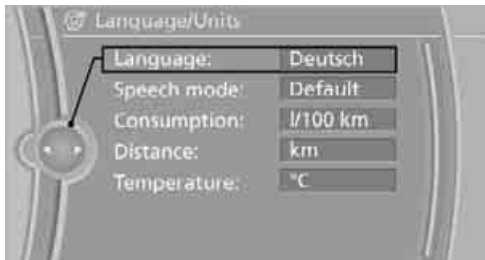 Language/Units
Language: Deutsch
Speech mode: Default
Consumption: l/100 km
Distance: km
Temperature: °C